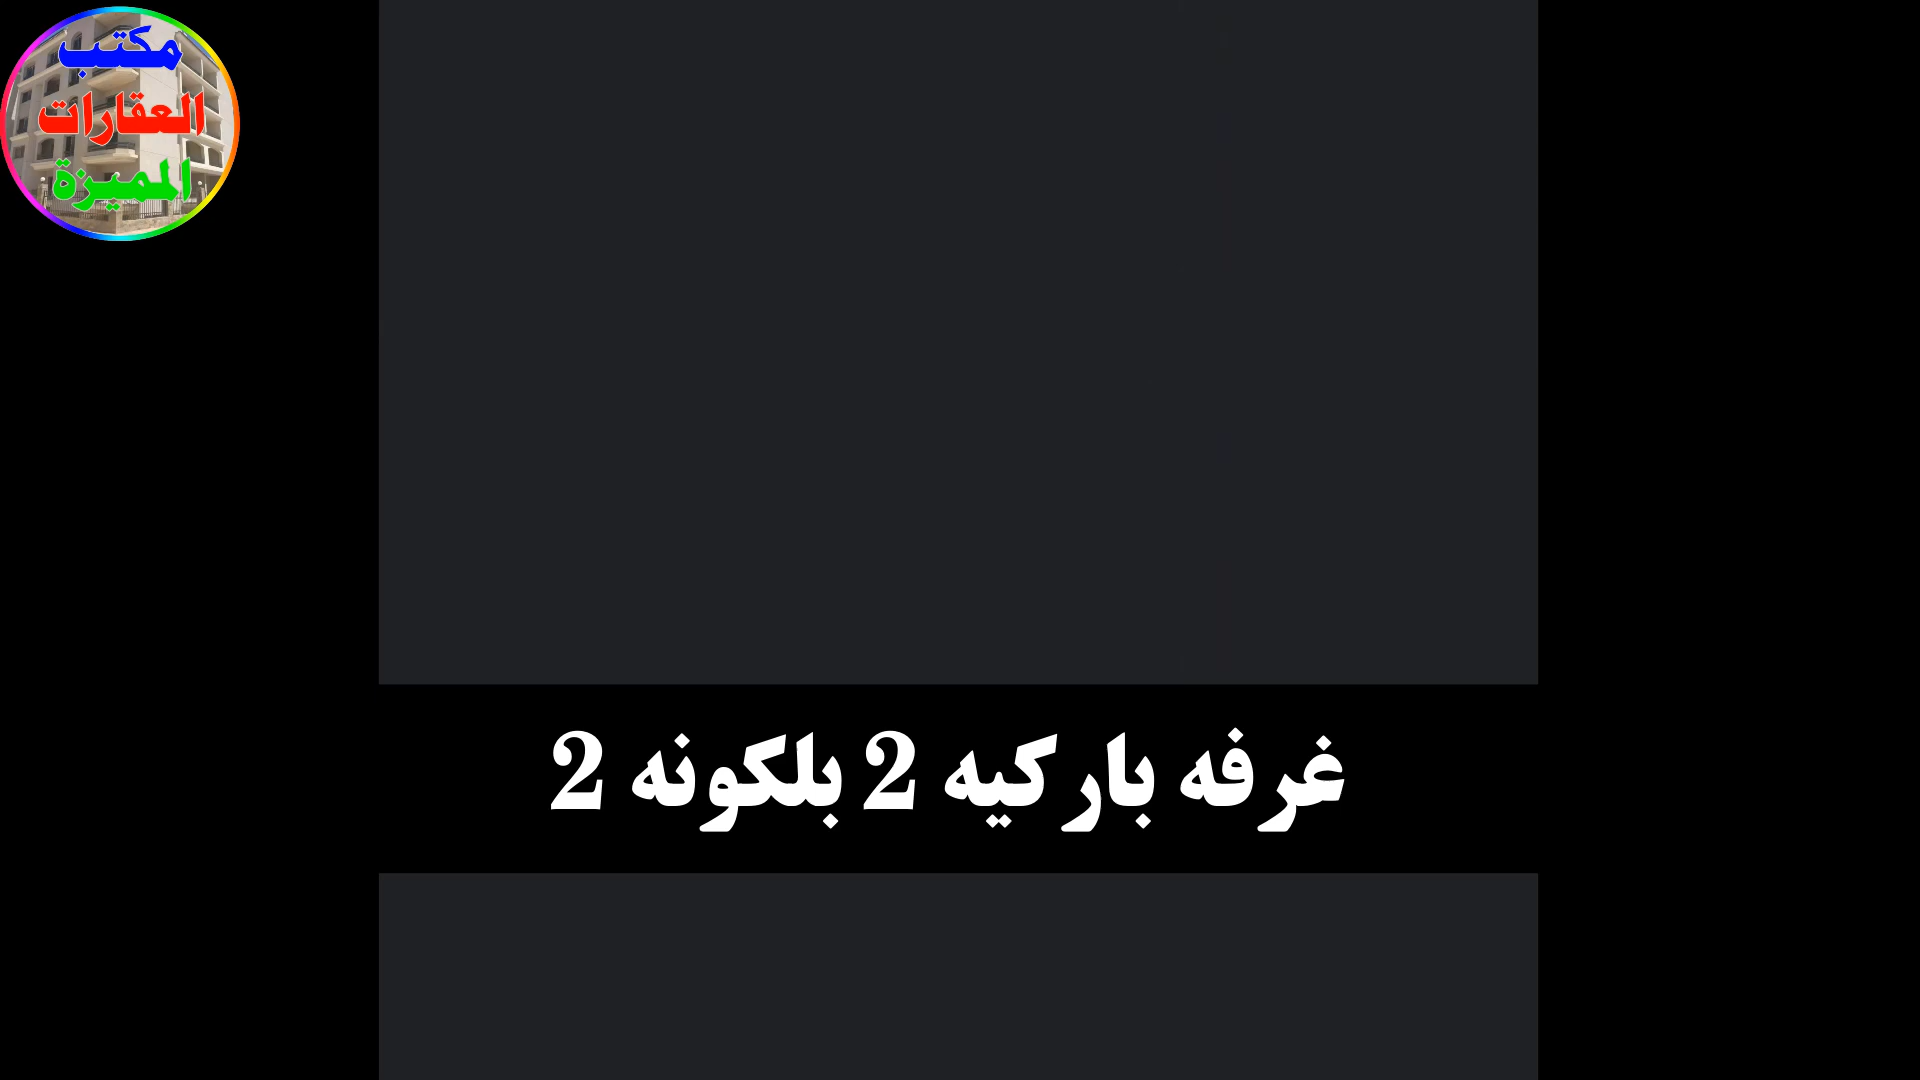 مكتب
العقارات
المميزة
غرفه باركيه 2 بلكونه 2